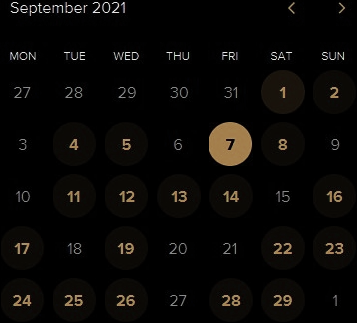 September 2021
MON TUE WED THU FRI SAT SUN
27 28 29 30 31 1 2
3 4 5 6 7 8 9
10 11 12 13 14 15 16
17 18 19 20 21 22 23
24 25 26 27 28 29 1